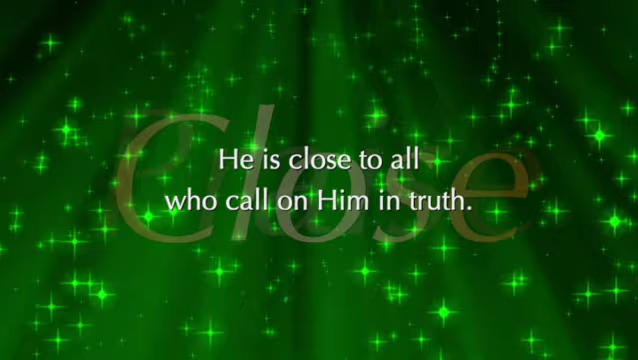 Close
He is close to all
who call on Him in truth.